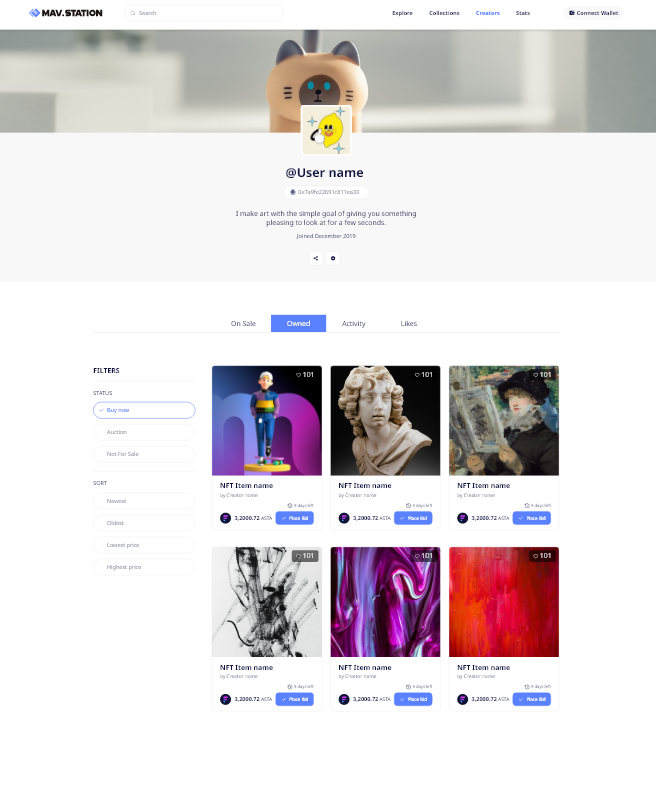 MAV.STATION
Search
Explore
Collections
Creators
Stats
Connect Wallet
@User name
I make art with the simple goal of giving you something
pleasing to look at for a few seconds.
Joined December 2019
On Sale
Owned
Activity
Likes
FILTERS
STATUS
Buy now
Auction
Not For Sale
SORT
Newest
Oldest
Lowest price
Highest price
101
101
101
NFT Item name
NFT Item name
NFT Item name
by Creator name
by Creator name
by Creator name
9 days left
9 days left
9 days left
3,2000.72 ASTA
Place Bid
3,2000.72 ASTA
Place Bid
3,2000.72 ASTA
Place Bid
101
101
101
NFT Item name
NFT Item name
NFT Item name
by Creator name
by Creator name
by Creator name
9 days left
9 days left
9 days left
3,2000.72 ASTA
Place Bid
3,2000.72 ASTA
Place Bid
3,2000.72 ASTA
Place Bid